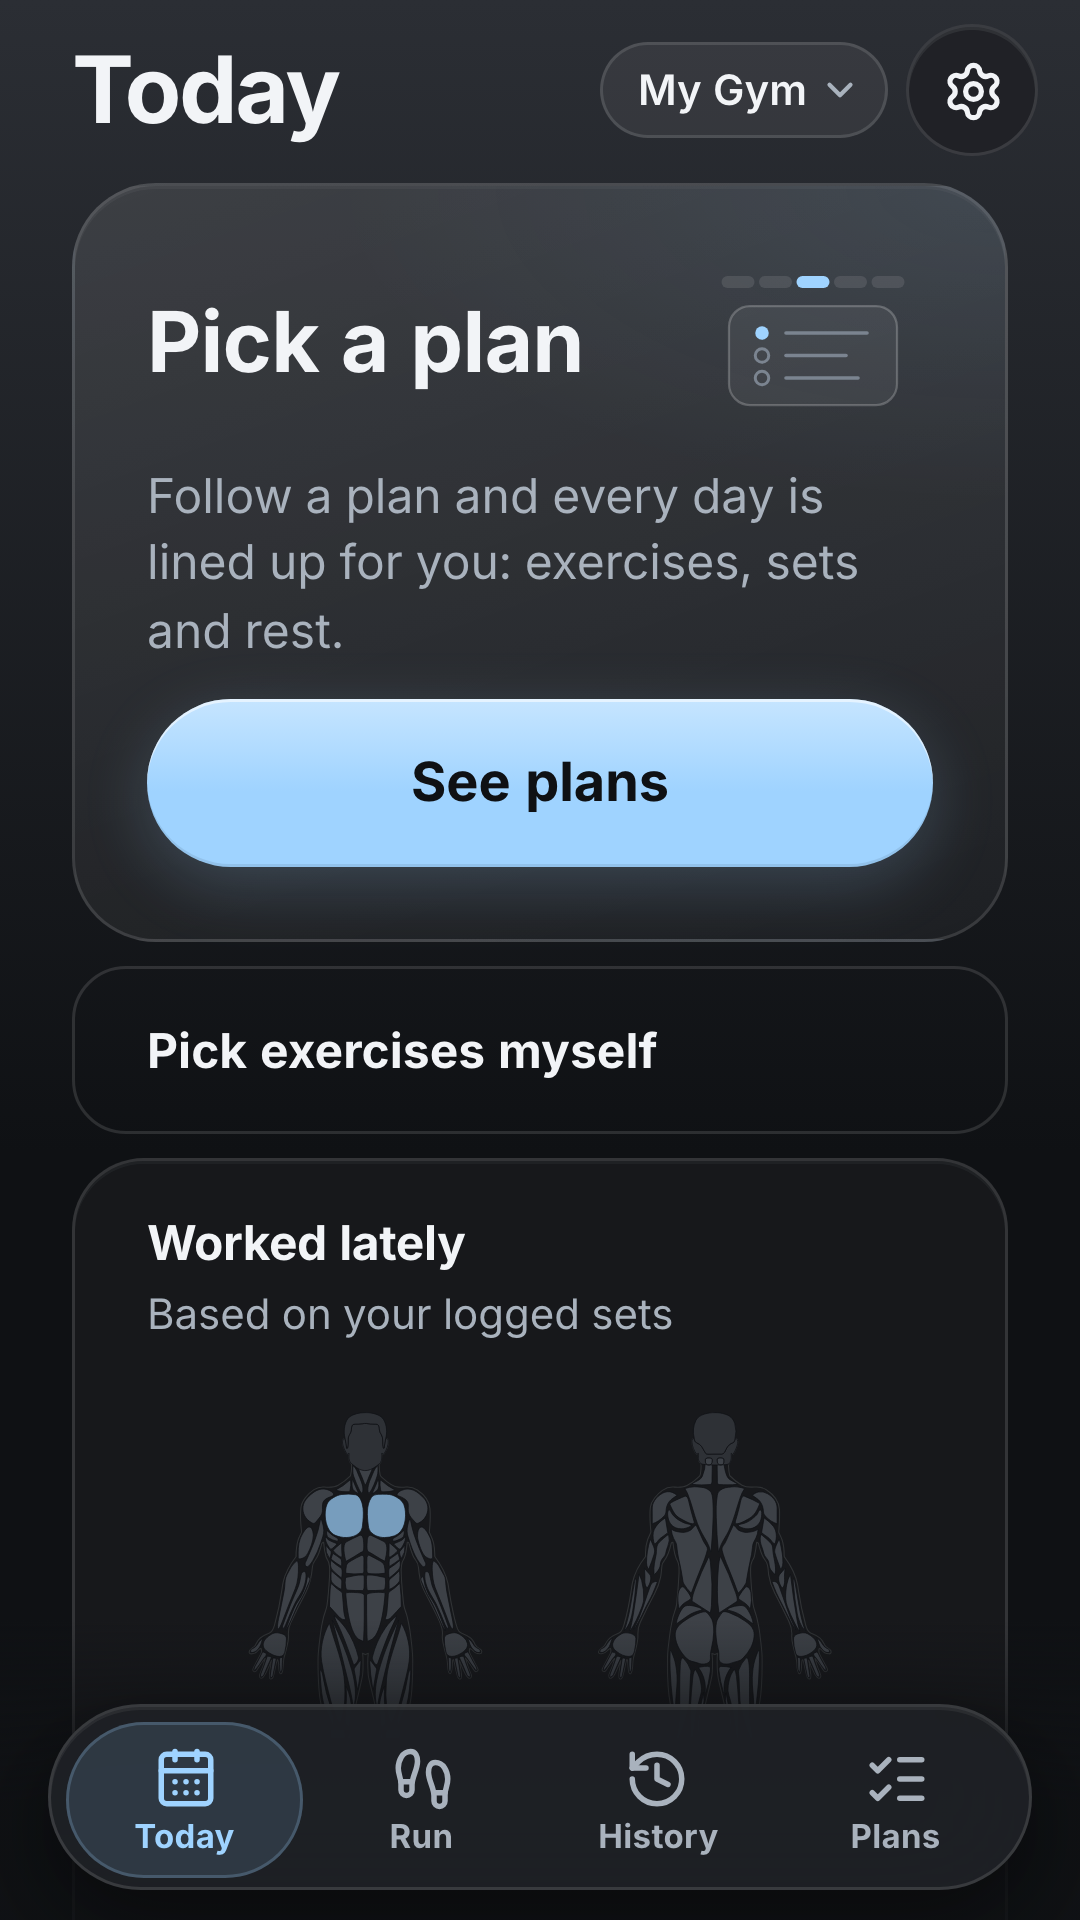 Today
My Gym
Pick a plan
Follow a plan and every day is
lined up for you: exercises, sets
and rest.
See plans
Pick exercises myself
Worked lately
Based on your logged sets
Today
Run
History
Plans